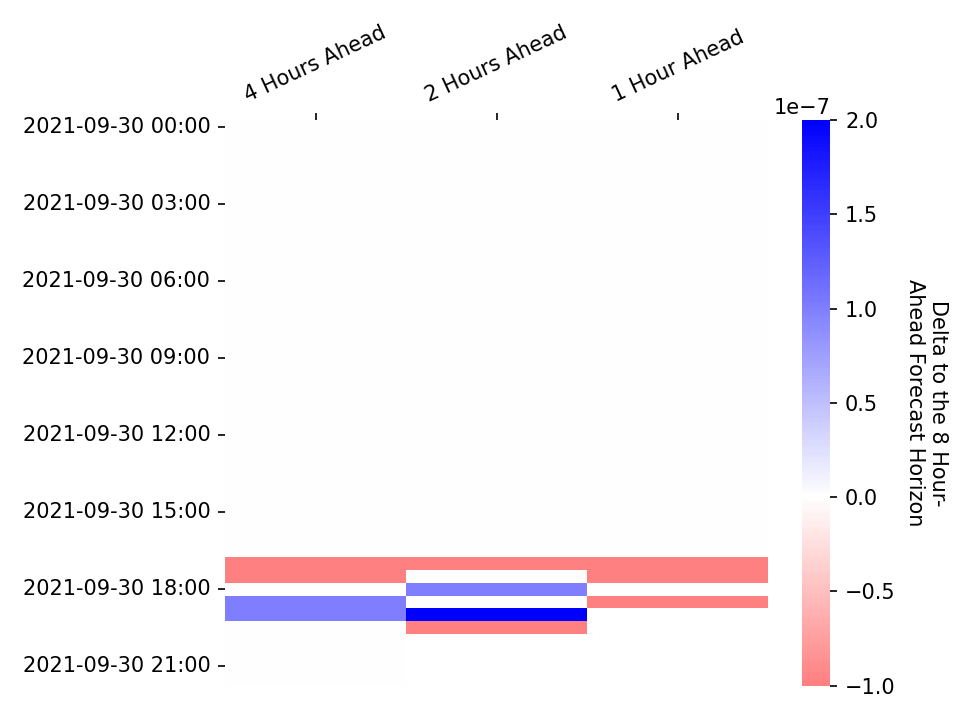 4 Hours Ahead
2 Hours Ahead
1 Hour Ahead
1e−7
2021-09-30 00:00
2021-09-30 03:00
2021-09-30 06:00
2021-09-30 09:00
2021-09-30 12:00
2021-09-30 15:00
2021-09-30 18:00
2021-09-30 21:00
2.0
1.5
1.0
0.5
0.0
−0.5
−1.0
Delta to the 8 Hour-
Ahead Forecast Horizon